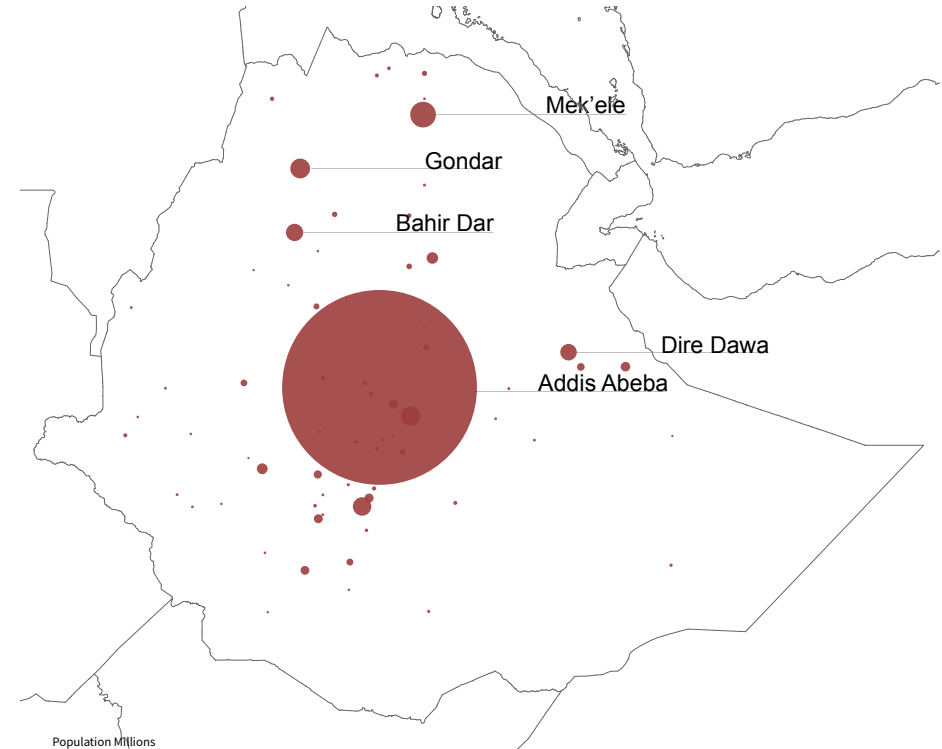 Mek’ele
Gondar
Bahir Dar
Dire Dawa
Addis Abeba
Population Millions